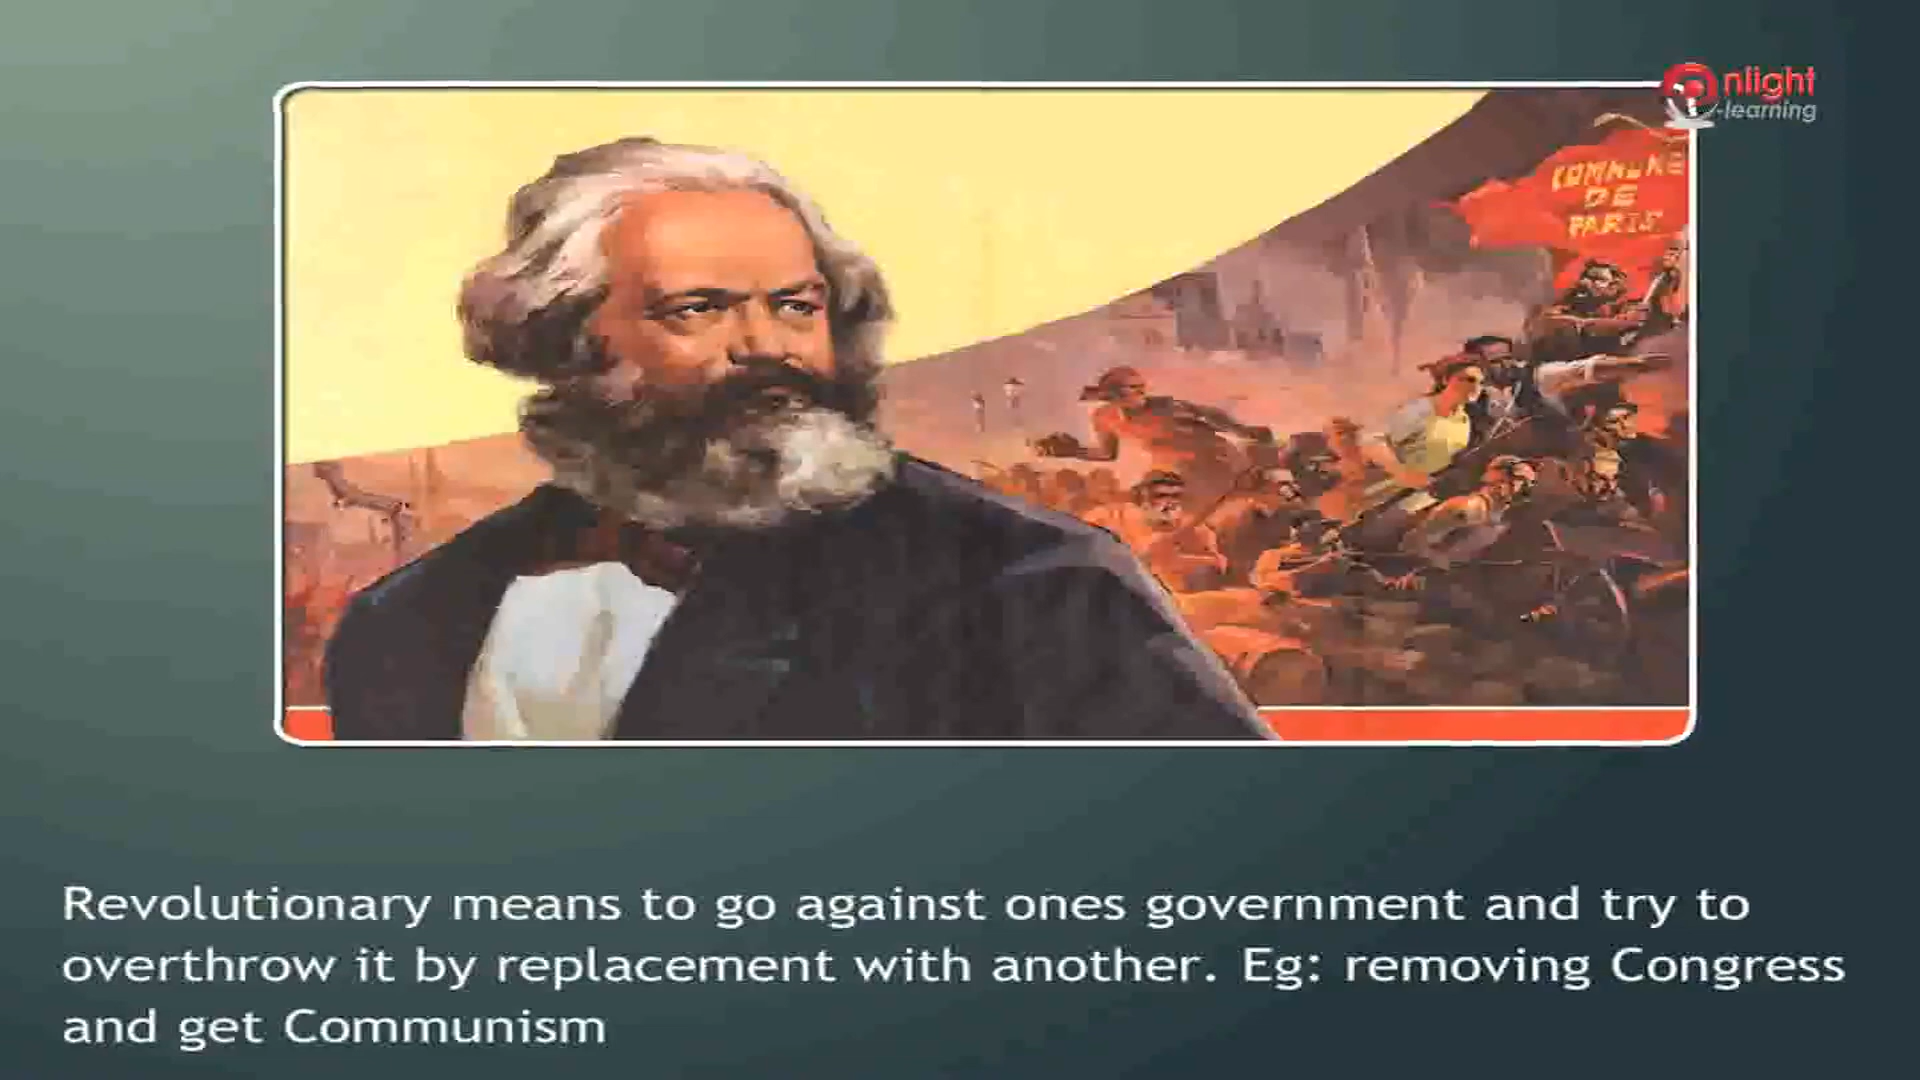 nlight
-learning
COMMUNE
DE
PARIS
Revolutionary means to go against ones government and try to
overthrow it by replacement with another. Eg: removing Congress
and get Communism